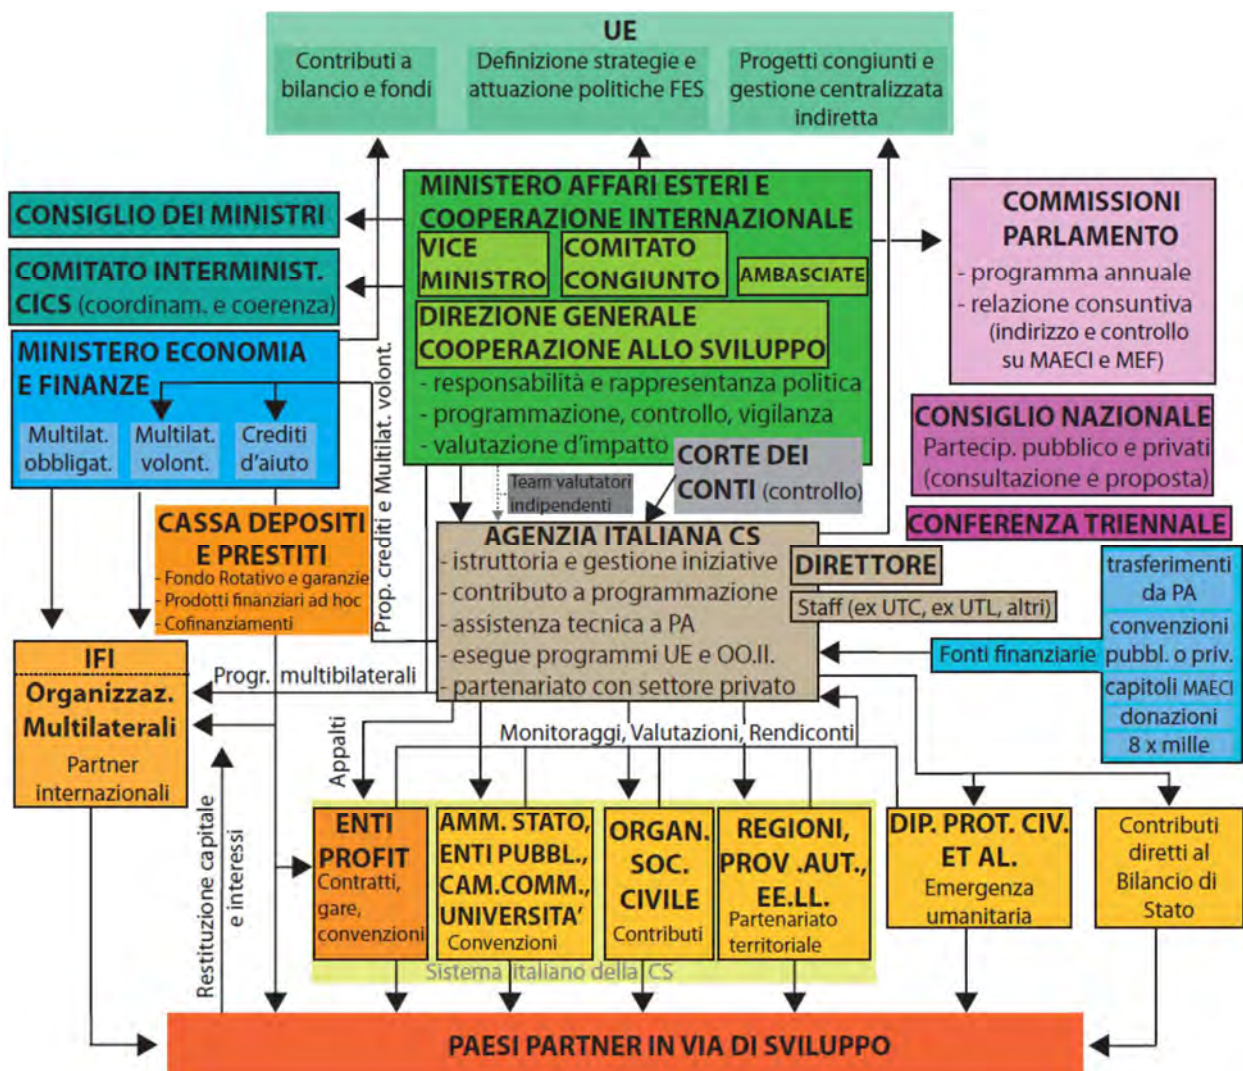 UE
Contributi a
bilancio e fondi
Definizione strategie e
attuazione politiche FES
Progetti congiunti e
gestione centralizzata
indiretta
CONSIGLIO DEI MINISTRI
COMITATO INTERMINIST.
CICS (coordinam. e coerenza)
MINISTERO ECONOMIA
E FINANZE
Multilat.
obbligat.
Multilat.
volont.
Crediti
d'aiuto
MINISTERO AFFARI ESTERI E
COOPERAZIONE INTERNAZIONALE
VICE
MINISTRO
COMITATO
CONGIUNTO
AMBASCIATE
DIREZIONE GENERALE
COOPERAZIONE ALLO SVILUPPO
- responsabilità e rappresentanza politica
- programmazione, controllo, vigilanza
- valutazione d'impatto
COMMISSIONI
PARLAMENTO
- programma annuale
- relazione consuntiva
(indirizzo e controllo
su MAECI e MEF)
CONSIGLIO NAZIONALE
Partecip. pubblico e privati
(consultazione e proposta)
CONFERENZA TRIENNALE
CORTE DEI
CONTI (controllo)
Team valutatori
indipendenti
Prop. crediti e Multilat. volont.
CASSA DEPOSITI
E PRESTITI
- Fondo Rotativo e garanzie
- Prodotti finanziari ad hoc
- Cofinanziamenti
AGENZIA ITALIANA CS
- istruttoria e gestione iniziative
- contributo a programmazione
- assistenza tecnica a PA
- esegue programmi UE e OO.II.
- partenariato con settore privato
DIRETTORE
Staff (ex UTC, ex UTL, altri)
Fonti finanziarie
trasferimenti
da PA
convenzioni
pubbl. o priv.
capitoli MAECI
donazioni
8 x mille
IFI
Organizzaz.
Multilaterali
Partner
internazionali
Progr. multibilaterali
Appalti
Monitoraggi, Valutazioni, Rendiconti
Restituzione capitale
e interessi
ENTI
PROFIT
Contratti,
gare,
convenzioni
AMM. STATO,
ENTI PUBBL.,
CAM.COMM.,
UNIVERSITA'
Convenzioni
ORGAN.
SOC.
CIVILE
Contributi
REGIONI,
PROV .AUT.,
EE.LL.
Partenariato
territoriale
DIP. PROT. CIV.
ET AL.
Emergenza
umanitaria
Contributi
diretti al
Bilancio di
Stato
Sistema italiano della CS
PAESI PARTNER IN VIA DI SVILUPPO